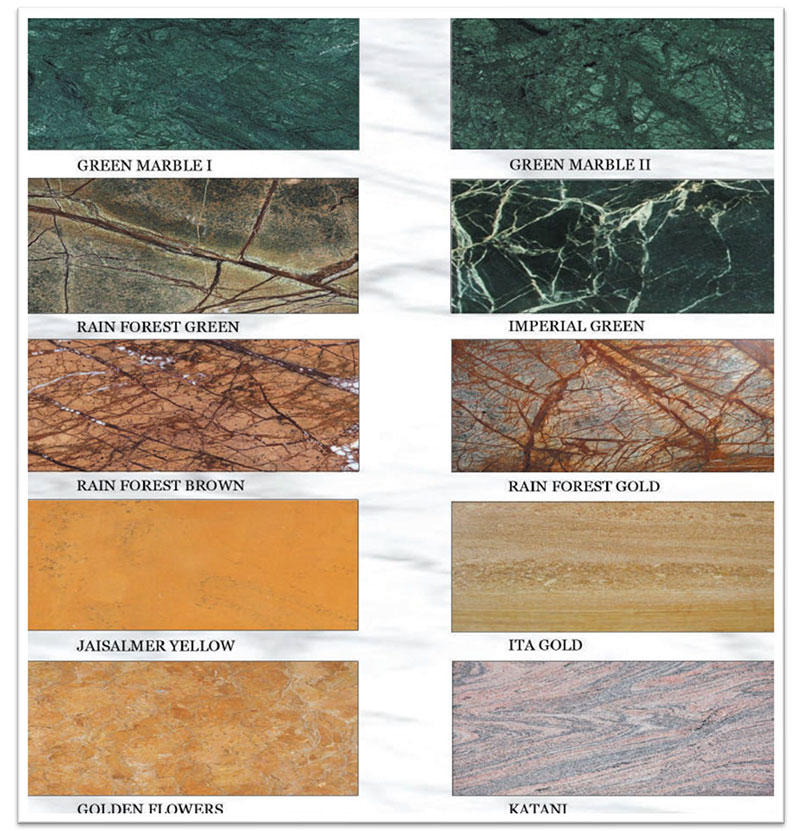 GREEN MARBLE I
GREEN MARBLE II
RAIN FOREST GREEN
IMPERIAL GREEN
RAIN FOREST BROWN
RAIN FOREST GOLD
JAISALMER YELLOW
ITA GOLD
GOLDEN FLOWERS
KATANI